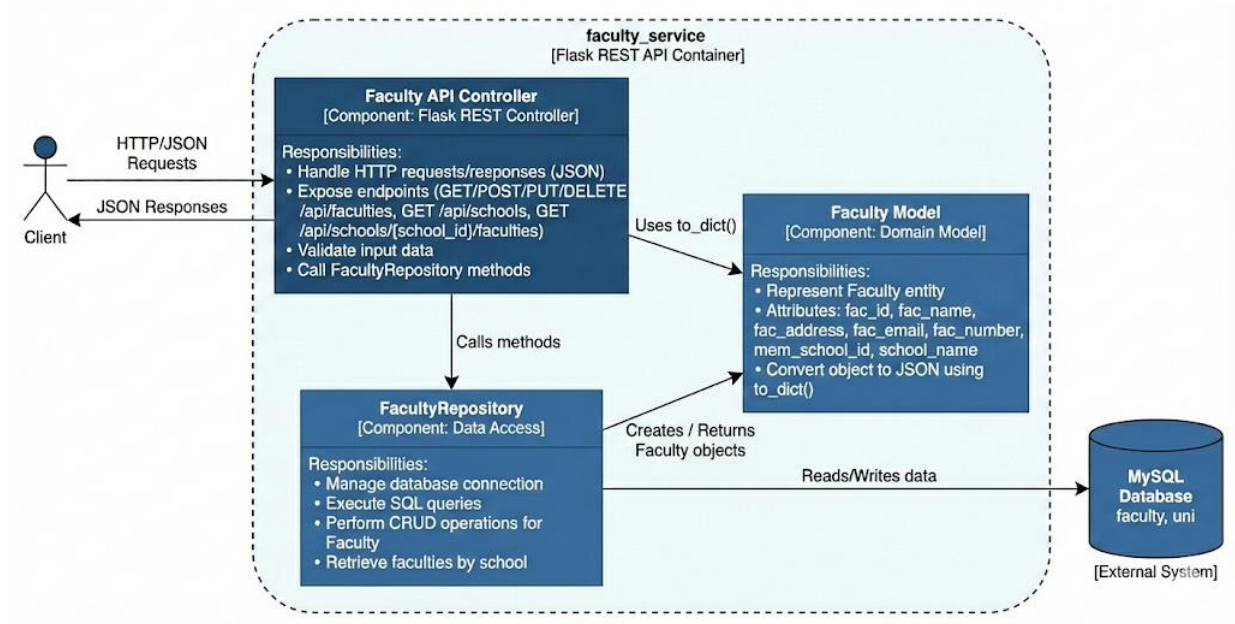 faculty_service
[Flask REST API Container]
Faculty API Controller
[Component: Flask REST Controller]
Responsibilities:
• Handle HTTP requests/responses (JSON)
• Expose endpoints (GET/POST/PUT/DELETE
/api/faculties, GET /api/schools, GET
/api/schools/{school_id}/faculties)
• Validate input data
• Call FacultyRepository methods
HTTP/JSON
Requests
JSON Responses
Client
Uses to_dict()
Faculty Model
[Component: Domain Model]
Responsibilities:
• Represent Faculty entity
• Attributes: fac_id, fac_name,
fac_address, fac_email, fac_number,
mem_school_id, school_name
• Convert object to JSON using
to_dict()
Calls methods
FacultyRepository
[Component: Data Access]
Responsibilities:
• Manage database connection
• Execute SQL queries
• Perform CRUD operations for
Faculty
• Retrieve faculties by school
Creates / Returns
Faculty objects
Reads/Writes data
MySQL
Database
faculty, uni
[External System]